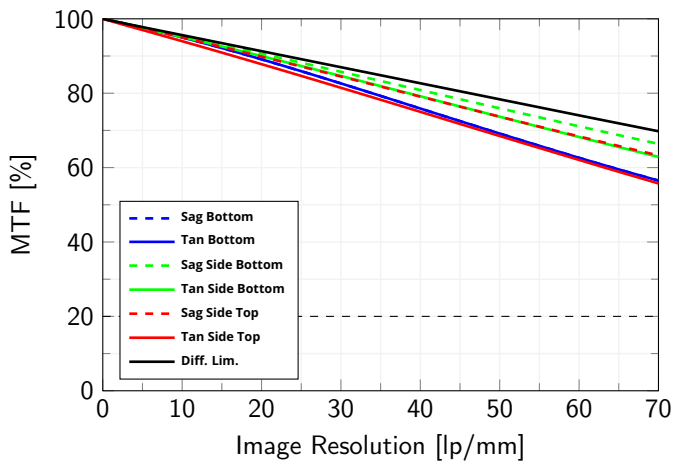 100
80
60
40
20
0
MTF [%]
Sag Bottom
Tan Bottom
Sag Side Bottom
Tan Side Bottom
Sag Side Top
Tan Side Top
Diff. Lim.
0 10 20 30 40 50 60 70
Image Resolution [lp/mm]